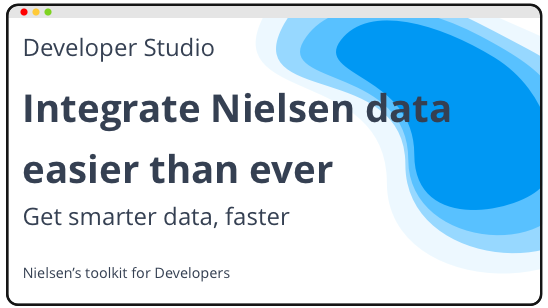 Developer Studio
Integrate Nielsen data
easier than ever
Get smarter data, faster
Nielsen’s toolkit for Developers